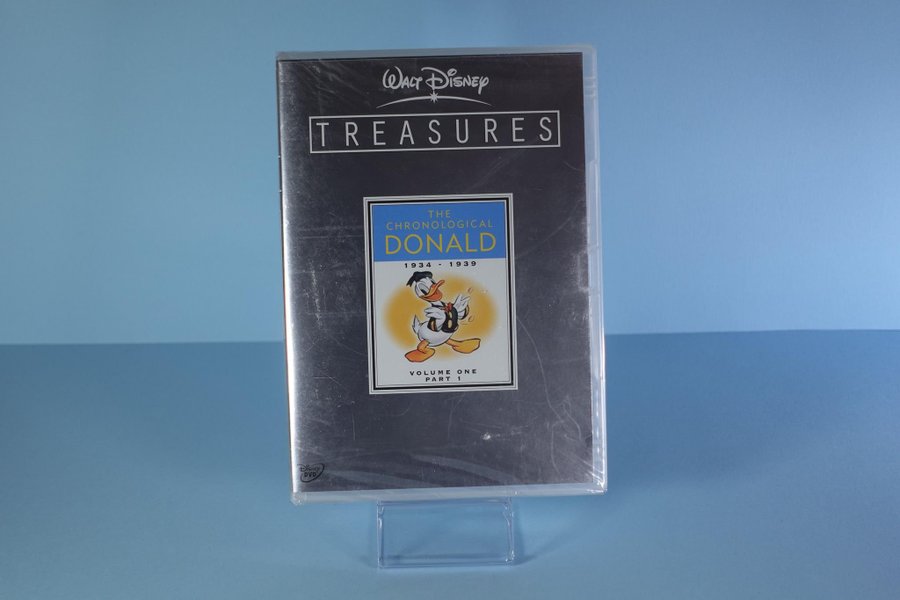 WALT DISNEY
TREASURES
THE
CHRONOLOGICAL
DONALD
1934 - 1939
VOLUME ONE
PART 1
Disney
DVD